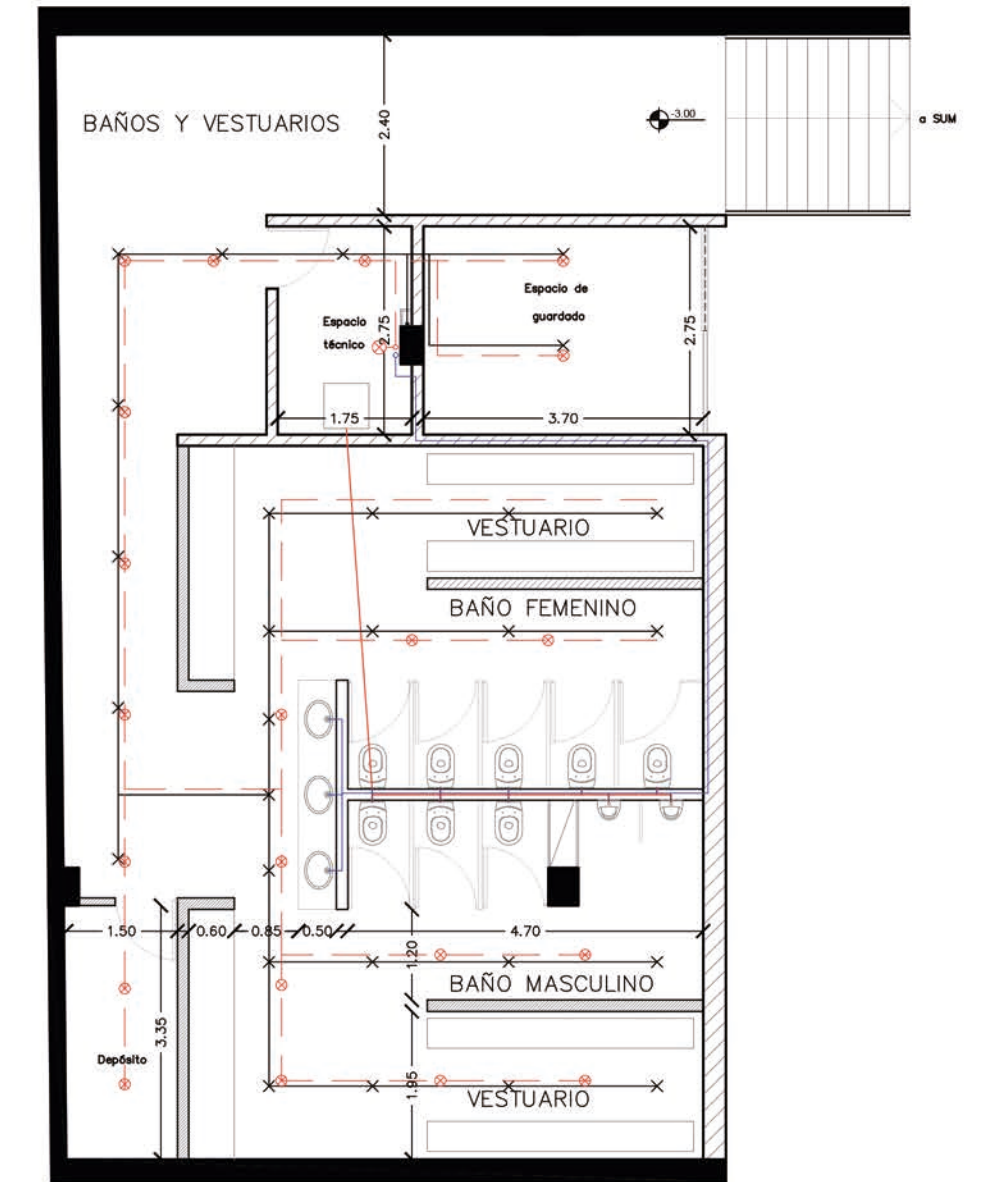 BAÑOS Y VESTUARIOS
2.40
-3.00
a SUM
Espacio
técnico
2.75
Espacio de
guardado
2.75
1.75
3.70
VESTUARIO
BAÑO FEMENINO
1.50
0.60
0.85
0.50
4.70
1.20
BAÑO MASCULINO
3.35
Depósito
1.95
VESTUARIO